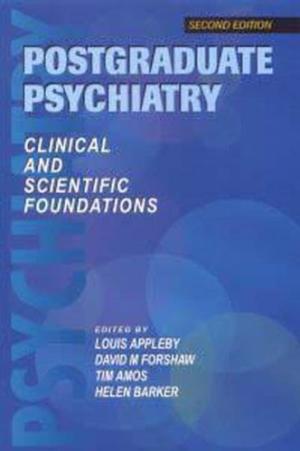 SECOND EDITION
PSYCHIATRY
POSTGRADUATE
PSYCHIATRY
CLINICAL
AND
SCIENTIFIC
FOUNDATIONS
EDITED BY
LOUIS APPLEBY
DAVID M FORSHAW
TIM AMOS
HELEN BARKER